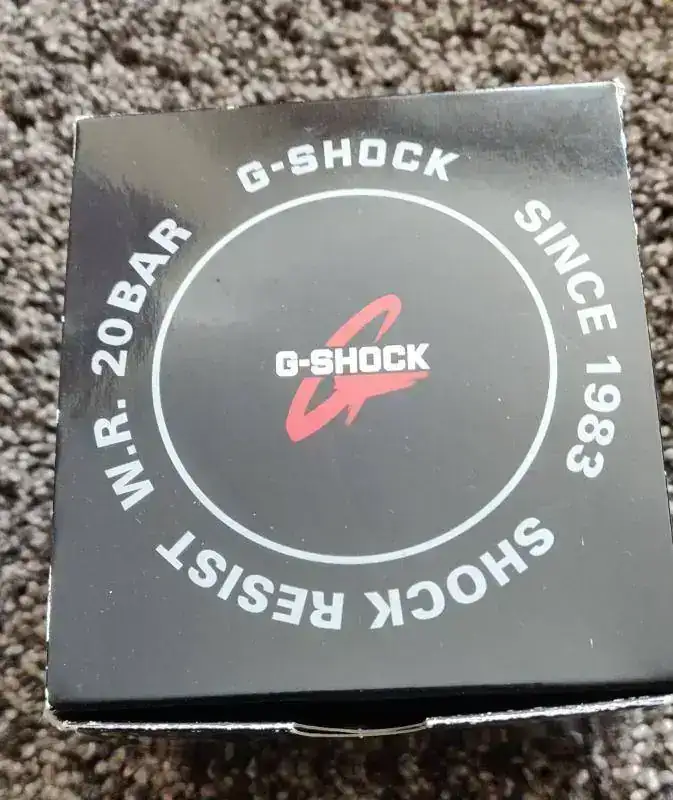 G-SHOCK
SINCE 1983
SHOCK RESIST
W.R. 20BAR
G-SHOCK